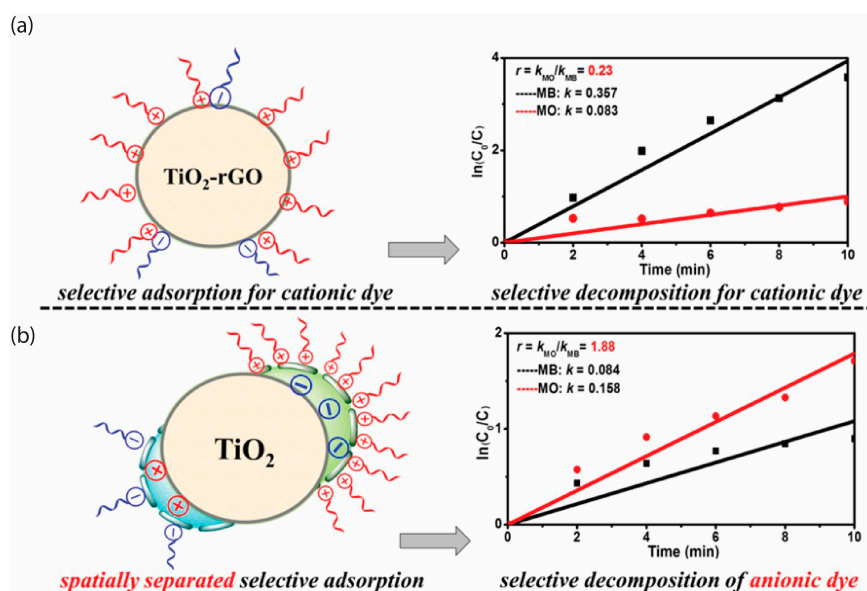 (a)
TiO₂-rGO
selective adsorption for cationic dye
r = kMO/kMB= 0.23
-----MB: k = 0.357
-----MO: k = 0.083
ln(C₀/C)
4
2
0
0 2 4 6 8 10
Time (min)
selective decomposition for cationic dye
(b)
TiO₂
spatially separated selective adsorption
r = kMO/kMB= 1.88
-----MB: k = 0.084
-----MO: k = 0.158
ln(C₀/C)
2
1
0
0 2 4 6 8 10
Time (min)
selective decomposition of anionic dye